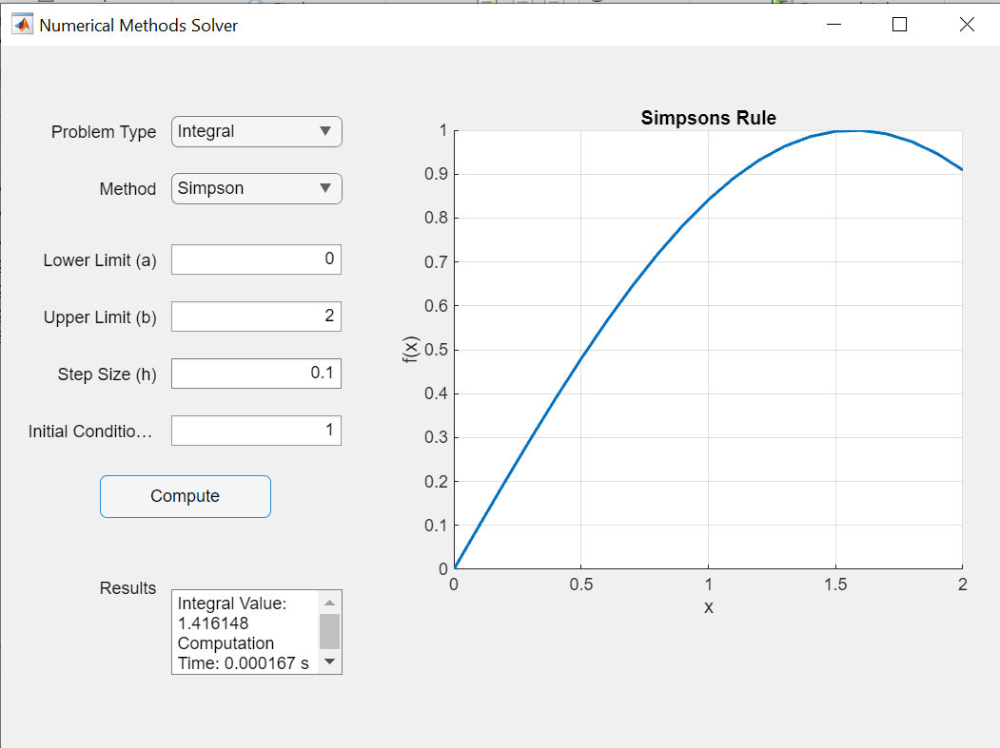 Numerical Methods Solver
Problem Type
Integral
Method
Simpson
Lower Limit (a)
0
Upper Limit (b)
2
Step Size (h)
0.1
Initial Conditio...
1
Compute
Results
Integral Value:
1.416148
Computation
Time: 0.000167 s
Simpsons Rule
1
0.9
0.8
0.7
0.6
0.5
0.4
0.3
0.2
0.1
0
f(x)
0 0.5 1 1.5 2
x